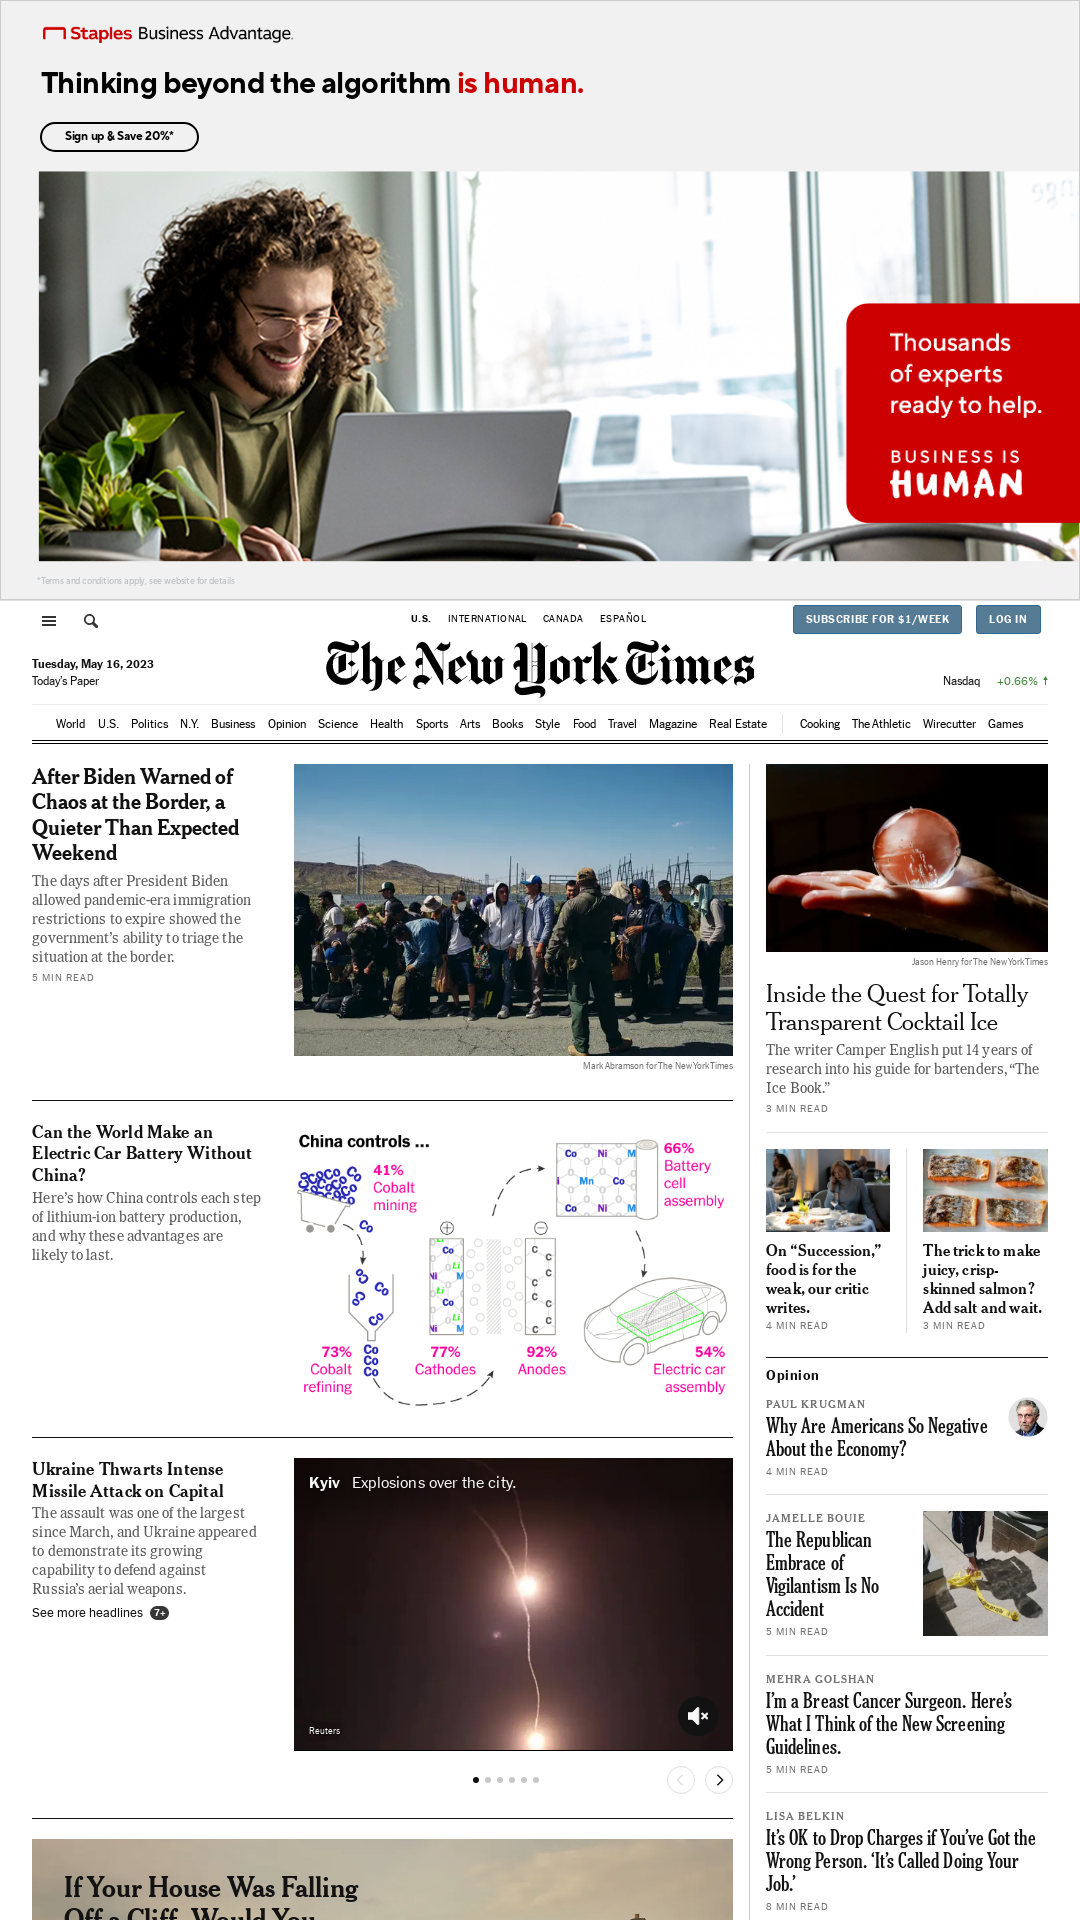 Staples Business Advantage.
Thinking beyond the algorithm is human.
Sign up & Save 20%*
Thousands
of experts
ready to help.
BUSINESS IS
HUMAN
*Terms and conditions apply, see website for details
U.S. INTERNATIONAL CANADA ESPAÑOL
SUBSCRIBE FOR $1/WEEK
LOG IN
Tuesday, May 16, 2023
Today's Paper
The New York Times
Nasdaq +0.66%
World U.S. Politics N.Y. Business Opinion Science Health Sports Arts Books Style Food Travel Magazine Real Estate Cooking The Athletic Wirecutter Games
After Biden Warned of
Chaos at the Border, a
Quieter Than Expected
Weekend
The days after President Biden
allowed pandemic-era immigration
restrictions to expire showed the
government's ability to triage the
situation at the border.
5 MIN READ
Mark Abramson for The New York Times
Can the World Make an
Electric Car Battery Without
China?
Here's how China controls each step
of lithium-ion battery production,
and why these advantages are
likely to last.
China controls ...
41%
Cobalt
mining
66%
Battery
cell
assembly
73%
Cobalt
refining
77%
Cathodes
92%
Anodes
54%
Electric car
assembly
Ukraine Thwarts Intense
Missile Attack on Capital
The assault was one of the largest
since March, and Ukraine appeared
to demonstrate its growing
capability to defend against
Russia's aerial weapons.
See more headlines 7+
Kyiv Explosions over the city.
Reuters
If Your House Was Falling
Off a Cliff, Would You
Jason Henry for The New York Times
Inside the Quest for Totally
Transparent Cocktail Ice
The writer Camper English put 14 years of
research into his guide for bartenders, “The
Ice Book.”
3 MIN READ
On “Succession,”
food is for the
weak, our critic
writes.
4 MIN READ
The trick to make
juicy, crisp-
skinned salmon?
Add salt and wait.
3 MIN READ
Opinion
PAUL KRUGMAN
Why Are Americans So Negative
About the Economy?
4 MIN READ
JAMELLE BOUIE
The Republican
Embrace of
Vigilantism Is No
Accident
5 MIN READ
MEHRA GOLSHAN
I'm a Breast Cancer Surgeon. Here's
What I Think of the New Screening
Guidelines.
5 MIN READ
LISA BELKIN
It's OK to Drop Charges if You've Got the
Wrong Person. ‘It's Called Doing Your
Job.’
8 MIN READ